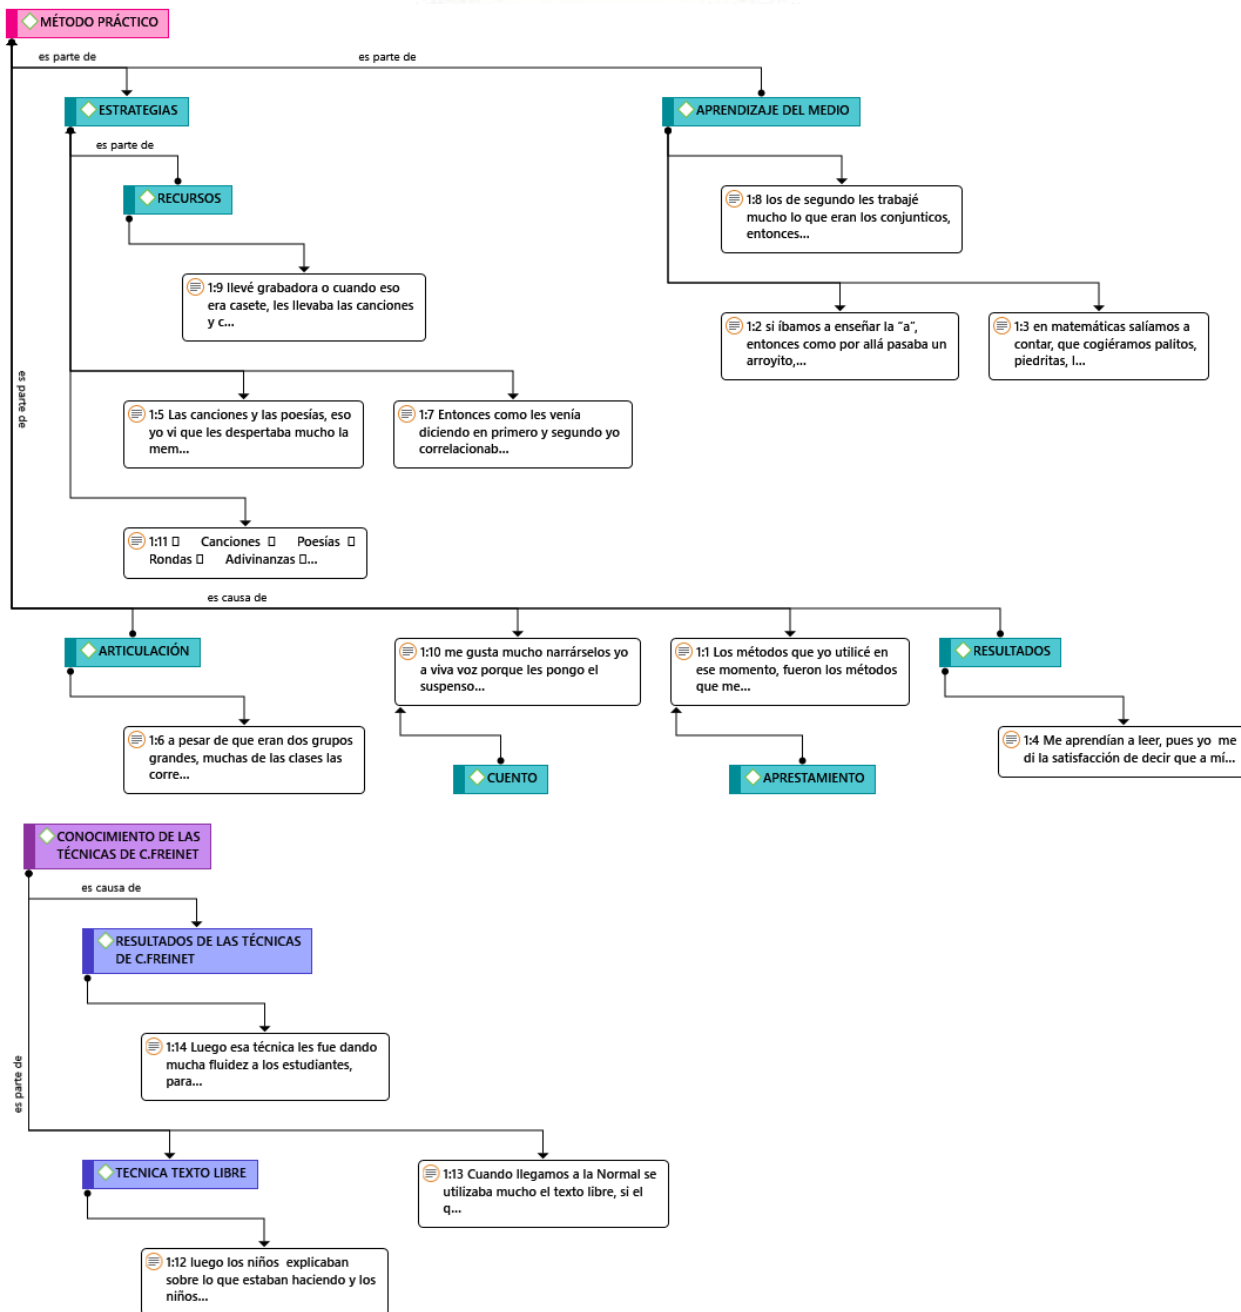 MÉTODO PRÁCTICO
es parte de
es parte de
ESTRATEGIAS
APRENDIZAJE DEL MEDIO
es parte de
RECURSOS
1:8 los de segundo les trabajé
mucho lo que eran los conjunticos,
entonces...
1:9 llevé grabadora o cuando eso
era casete, les llevaba las canciones
y c...
1:2 si íbamos a enseñar la “a”,
entonces como por allá pasaba un
arroyito,...
1:3 en matemáticas salíamos a
contar, que cogiéramos palitos,
piedritas, l...
es parte de
1:5 Las canciones y las poesías, eso
yo vi que les despertaba mucho la
mem...
1:7 Entonces como les venía
diciendo en primero y segundo yo
correlacionab...
1:11 Canciones Poesías
Rondas Adivinanzas ...
es causa de
ARTICULACIÓN
1:10 me gusta mucho narrárselos yo
a viva voz porque les pongo el
suspenso...
1:1 Los métodos que yo utilicé en
ese momento, fueron los métodos
que me...
RESULTADOS
1:6 a pesar de que eran dos grupos
grandes, muchas de las clases las
corre...
1:4 Me aprendían a leer, pues yo me
di la satisfacción de decir que a mí...
CUENTO
APRESTAMIENTO
CONOCIMIENTO DE LAS
TÉCNICAS DE C.FREINET
es causa de
RESULTADOS DE LAS TÉCNICAS
DE C.FREINET
1:14 Luego esa técnica les fue dando
mucha fluidez a los estudiantes,
para...
es parte de
TECNICA TEXTO LIBRE
1:13 Cuando llegamos a la Normal se
utilizaba mucho el texto libre, si el
q...
1:12 luego los niños explicaban
sobre lo que estaban haciendo y los
niños...